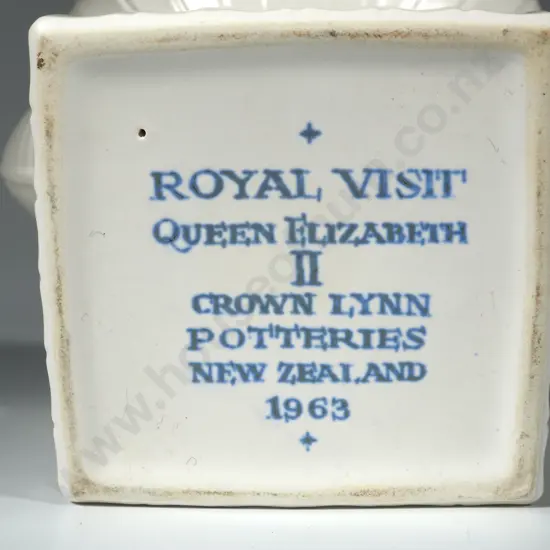 ROYAL VISIT
QUEEN ELIZABETH
II
CROWN LYNN
POTTERIES
NEW ZEALAND
1963